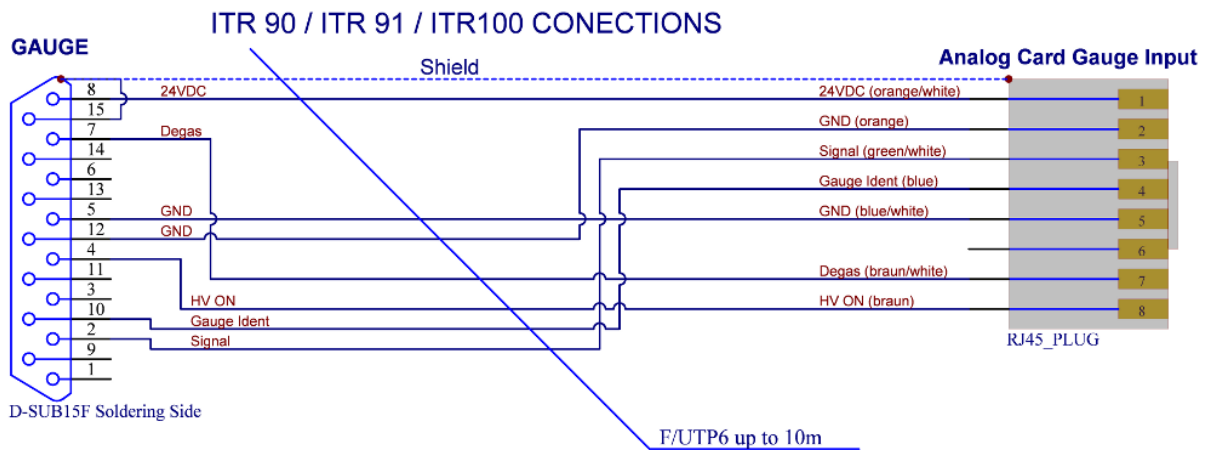 ITR 90 / ITR 91 / ITR100 CONECTIONS
GAUGE
Shield
Analog Card Gauge Input
8
24VDC
24VDC (orange/white)
1
15
GND (orange)
2
7
Degas
14
Signal (green/white)
3
6
Gauge Ident (blue)
4
13
5
GND
GND (blue/white)
5
12
GND
4
6
11
Degas (braun/white)
7
3
HV ON
HV ON (braun)
8
10
Gauge Ident
2
Signal
RJ45_PLUG
9
1
D-SUB15F Soldering Side
F/UTP6 up to 10m